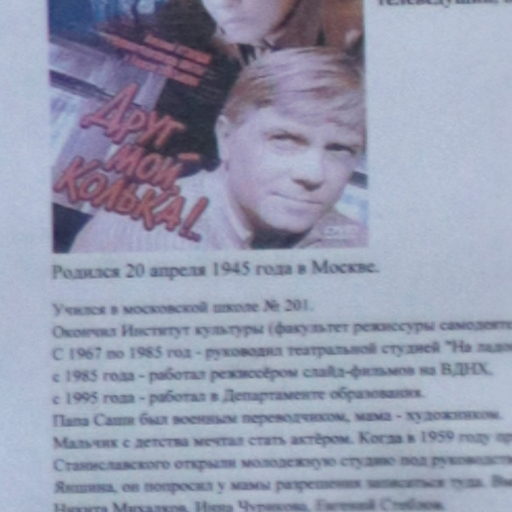 Друг
мой
Колька!
Родился 20 апреля 1945 года в Москве.
Учился в московской школе № 201.
Окончил Институт культуры (факультет режиссуры
С 1967 по 1985 год - руководил театральной студией "На
с 1985 года - работал режиссёром слайд-фильмов на ВДНХ,
с 1995 года - работал в Департаменте образования.
Папа Саши был военным переводчиком, мама - художником.
Мальчик с детства мечтал стать актёром. Когда в 1959 году
Станиславского открыли молодежную студию под
Яншина, он попросил у мамы разрешения записаться туда.
Никита Михалков, Инна Чурикова, Евгений Стеблов